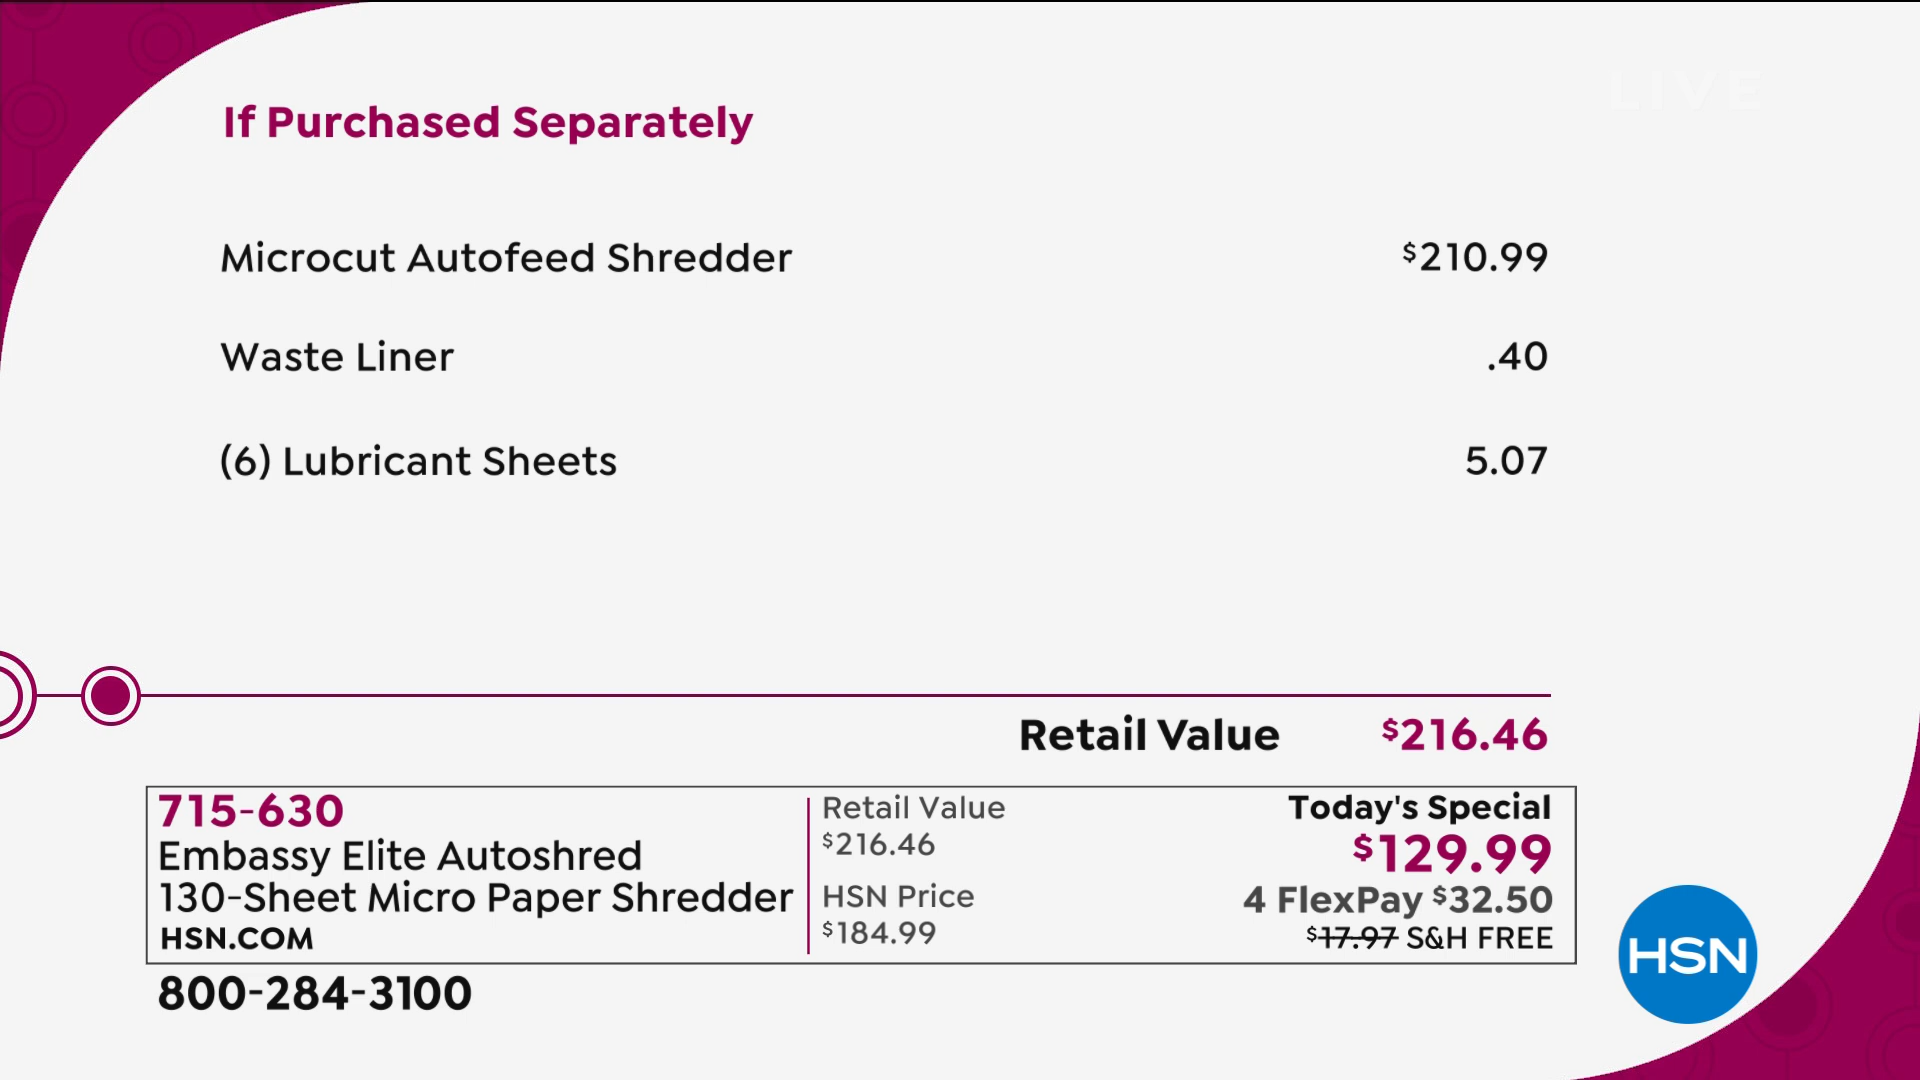 LIVE
If Purchased Separately
Microcut Autofeed Shredder $210.99
Waste Liner .40
(6) Lubricant Sheets 5.07
Retail Value $216.46
715-630
Embassy Elite Autoshred
130-Sheet Micro Paper Shredder
HSN.COM
Retail Value
$216.46
HSN Price
$184.99
Today's Special
$129.99
4 FlexPay $32.50
$17.97 S&H FREE
HSN
800-284-3100